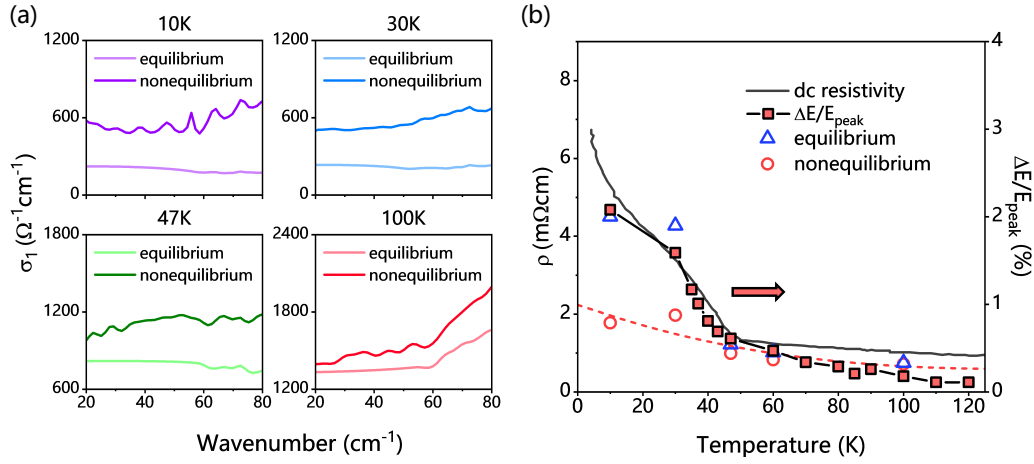 (a)
10K
1200
600
0
equilibrium
nonequilibrium
30K
1200
600
0
equilibrium
nonequilibrium
47K
1800
1200
600
equilibrium
nonequilibrium
20 40 60 80
100K
2400
1800
1200
equilibrium
nonequilibrium
20 40 60 80
σ₁ (Ω⁻¹cm⁻¹)
Wavenumber (cm⁻¹)
(b)
8
6
4
2
0
ρ (mΩcm)
dc resistivity
ΔE/E_peak
equilibrium
nonequilibrium
4
3
2
1
0
ΔE/E_peak (%)
0 20 40 60 80 100 120
Temperature (K)